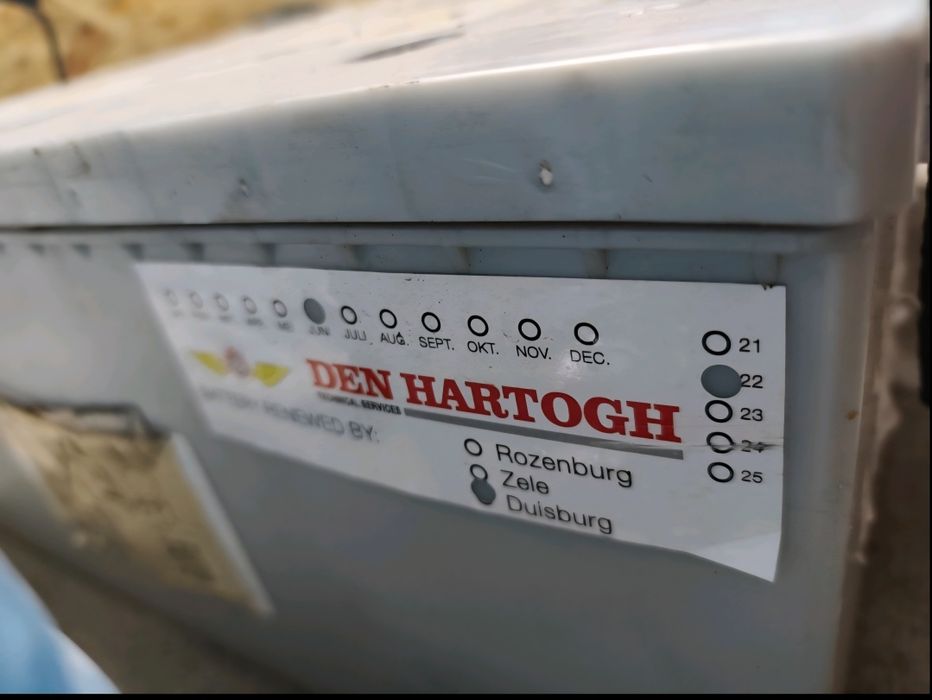 JUNI JULI AUG. SEPT. OKT. NOV. DEC.
21
22
23
24
25
DEN HARTOGH
TECHNICAL SERVICES
BATTERY RENEWED BY:
Rozenburg
Zele
Duisburg